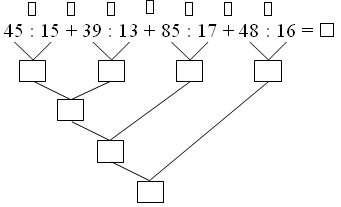 45 : 15 + 39 : 13 + 85 : 17 + 48 : 16 = □